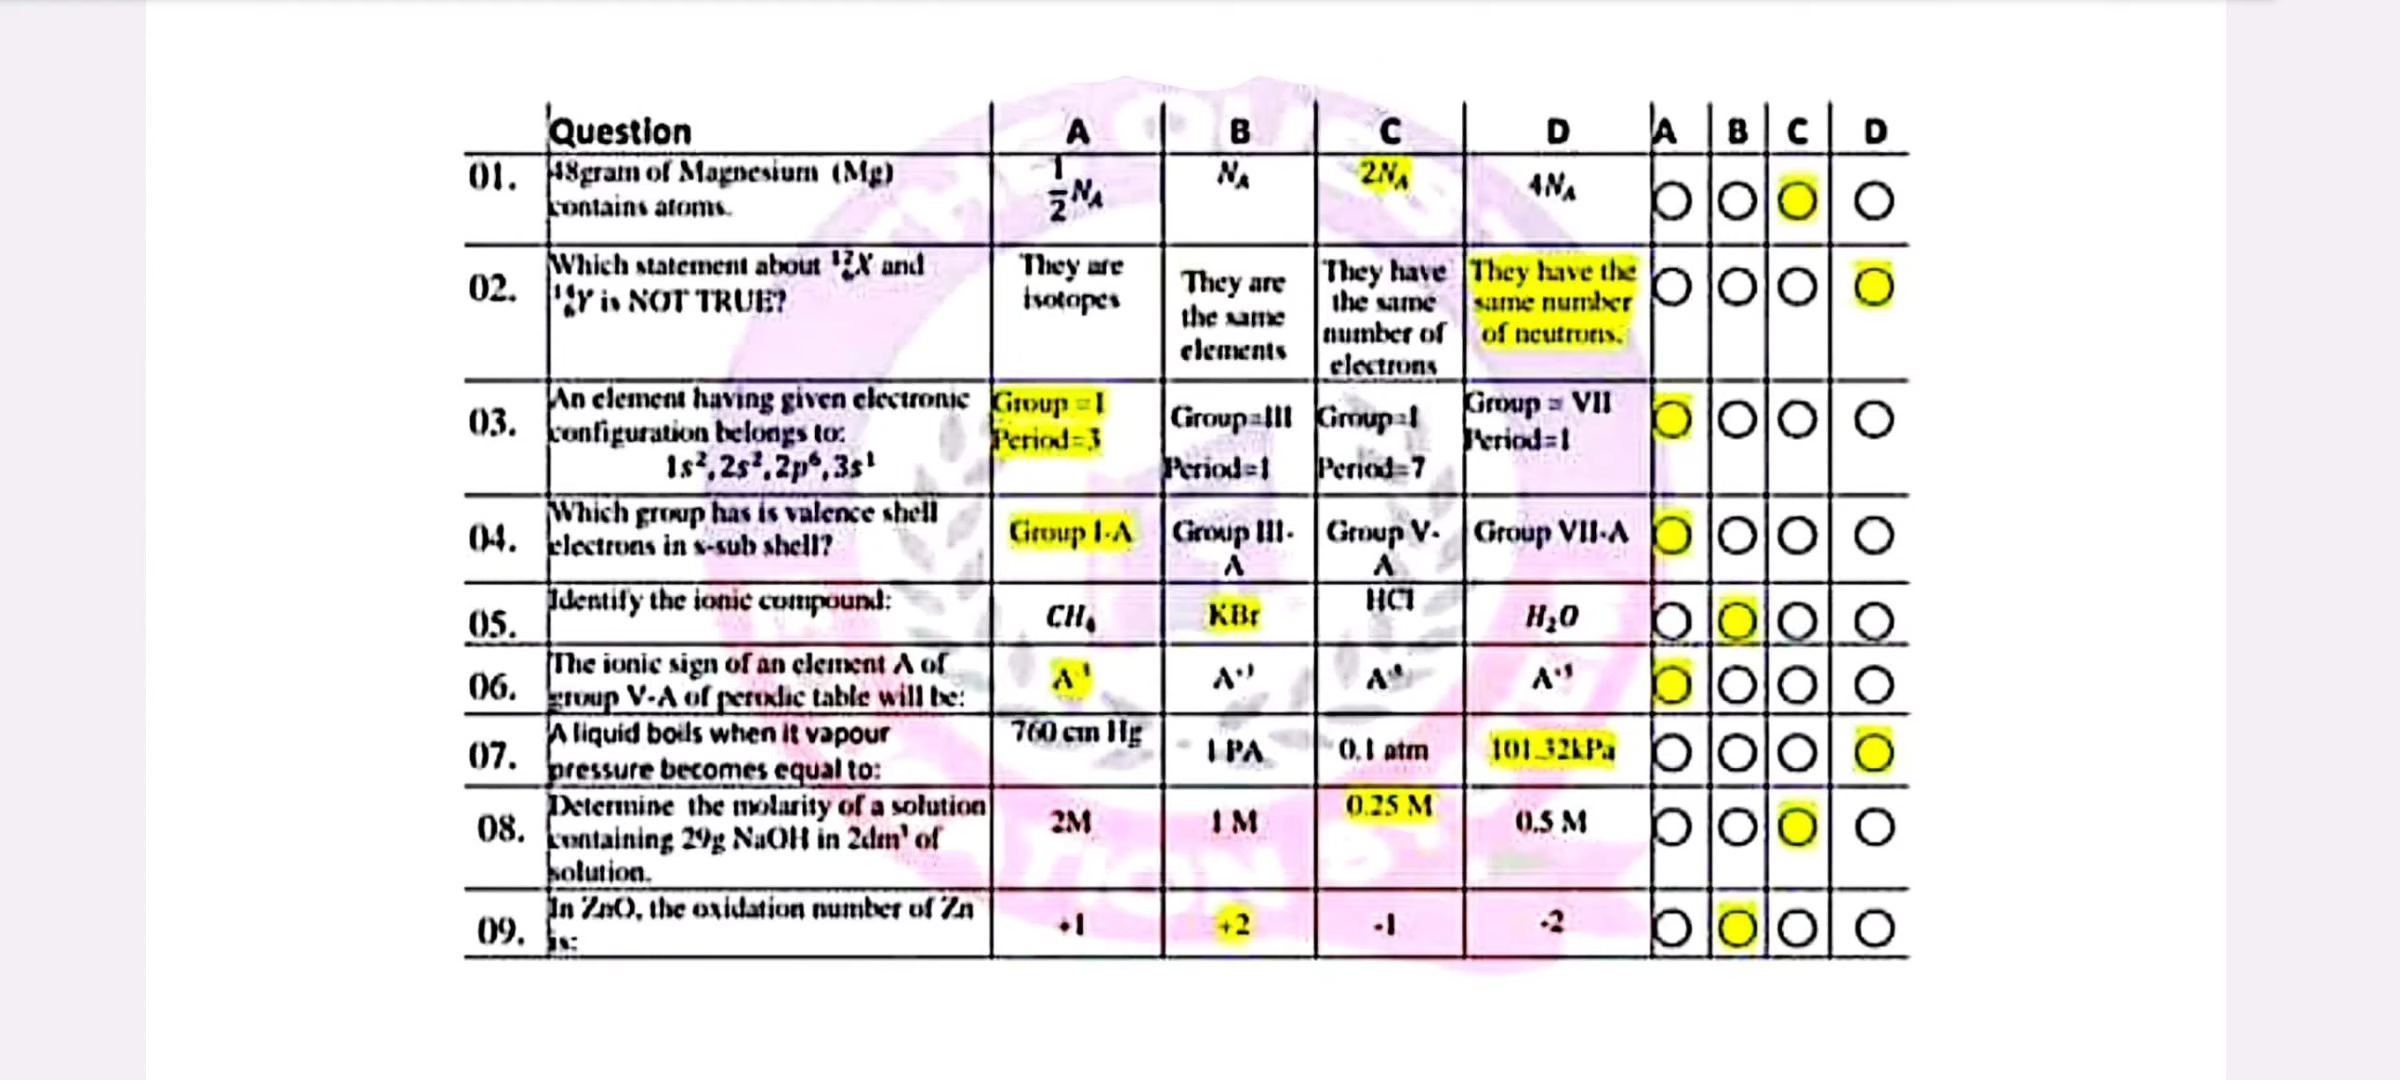 Question A B C D A B C D
01. 48gram of Magnesium (Mg) contains atoms. 1/2 N_A N_A 2N_A 4N_A
02. Which statement about ¹²₆X and ¹⁴₆Y is NOT TRUE? They are isotopes They are the same elements They have the same number of electrons They have the same number of neutrons.
03. An element having given electronic configuration belongs to: 1s², 2s², 2p⁶, 3s¹ Group =1 Period=3 Group=III Period=1 Group=I Period=7 Group = VII Period=1
04. Which group has is valence shell electrons in s-sub shell? Group I-A Group III-A Group V-A Group VII-A
05. Identify the ionic compound: CH₄ KBr HCl H₂O
06. The ionic sign of an element A of group V-A of perodic table will be: A A A A
07. A liquid boils when it vapour pressure becomes equal to: 760 cm Hg 1 PA 0.1 atm 101.32kPa
08. Determine the molarity of a solution containing 29g NaOH in 2dm³ of solution. 2M 1 M 0.25 M 0.5 M
09. In ZnO, the oxidation number of Zn is: +1 +2 -1 -2